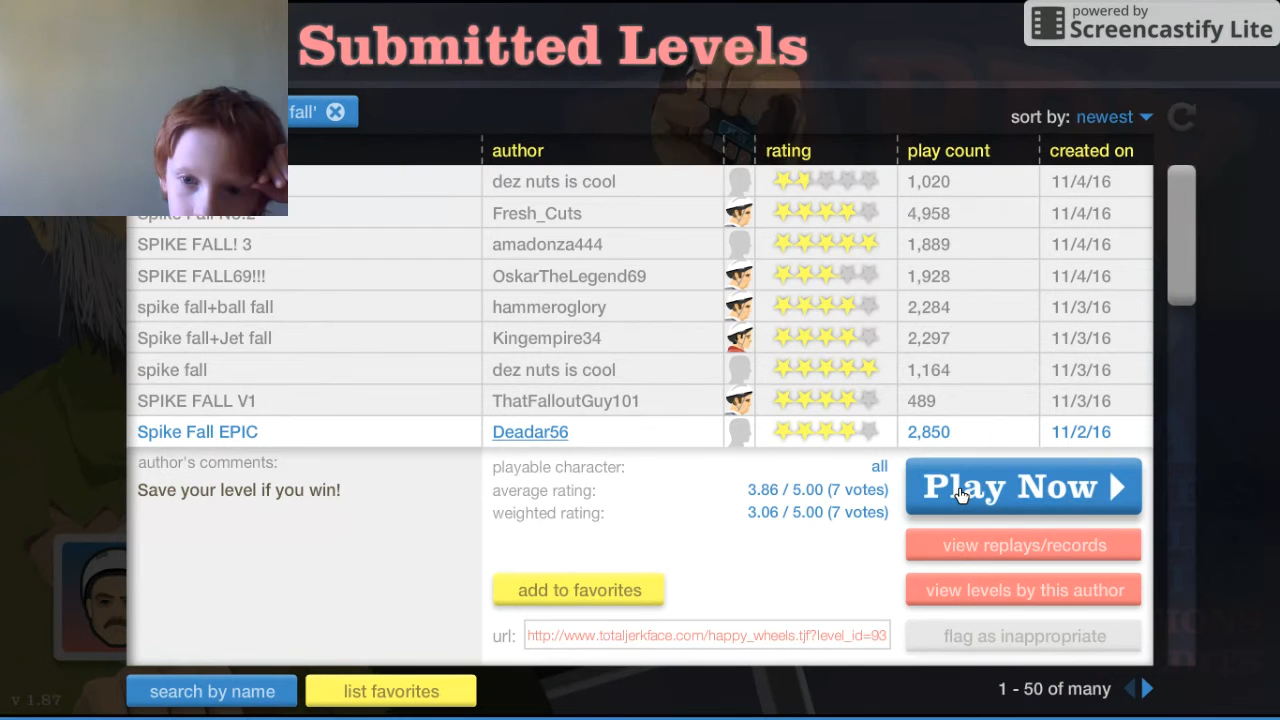 powered by
Screencastify Lite
Submitted Levels
fall'
sort by: newest
author rating play count created on
dez nuts is cool 1,020 11/4/16
Spike Fall No.2 Fresh_Cuts 4,958 11/4/16
SPIKE FALL! 3 amadonza444 1,889 11/4/16
SPIKE FALL69!!! OskarTheLegend69 1,928 11/4/16
spike fall+ball fall hammeroglory 2,284 11/3/16
Spike fall+Jet fall Kingempire34 2,297 11/3/16
spike fall dez nuts is cool 1,164 11/3/16
SPIKE FALL V1 ThatFalloutGuy101 489 11/3/16
Spike Fall EPIC Deadar56 2,850 11/2/16
author's comments:
Save your level if you win!
playable character: all
average rating: 3.86 / 5.00 (7 votes)
weighted rating: 3.06 / 5.00 (7 votes)
add to favorites
url: http://www.totaljerkface.com/happy_wheels.tjf?level_id=93
Play Now
view replays/records
view levels by this author
flag as inappropriate
v 1.87
search by name
list favorites
1 - 50 of many